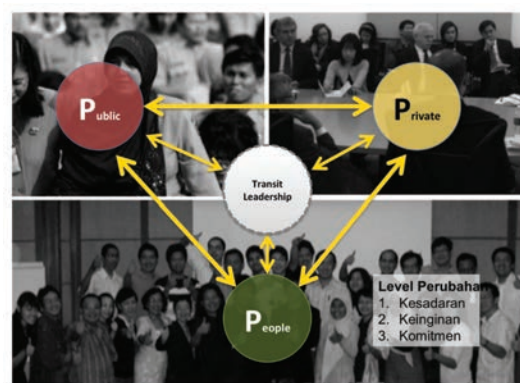 Public
Private
Transit
Leadership
People
Level Perubahan
1. Kesadaran
2. Keinginan
3. Komitmen